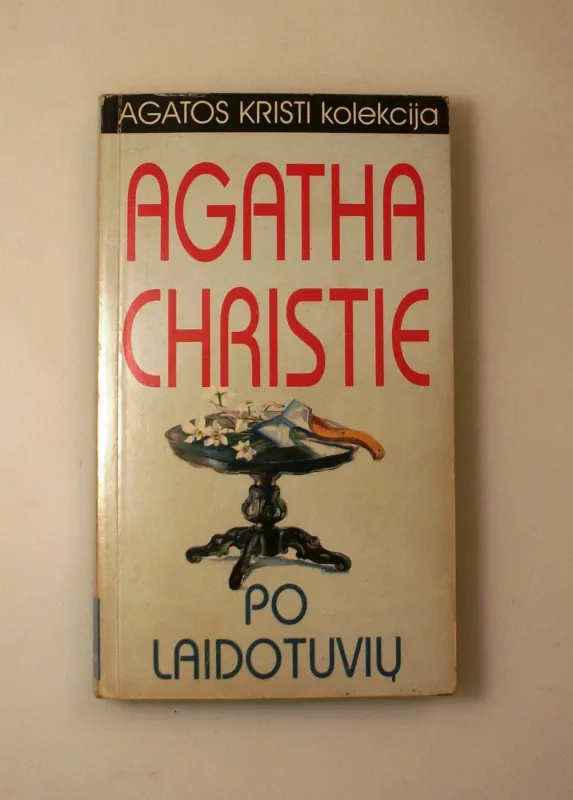 AGATOS KRISTI kolekcija
AGATHA
CHRISTIE
PO
LAIDOTUVIŲ